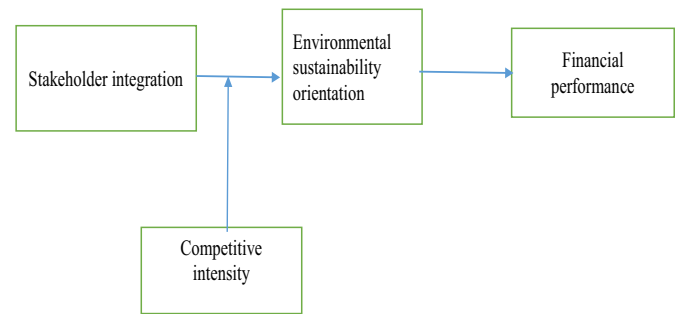 Stakeholder integration
Environmental
sustainability
orientation
Financial
performance
Competitive
intensity